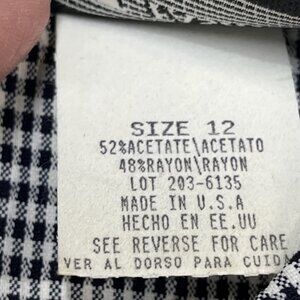 SIZE 12
52%ACETATE\ACETATO
48%RAYON\RAYON
LOT 203-6135
MADE IN U.S.A
HECHO EN EE.UU
SEE REVERSE FOR CARE
VER AL DORSO PARA CUIDA